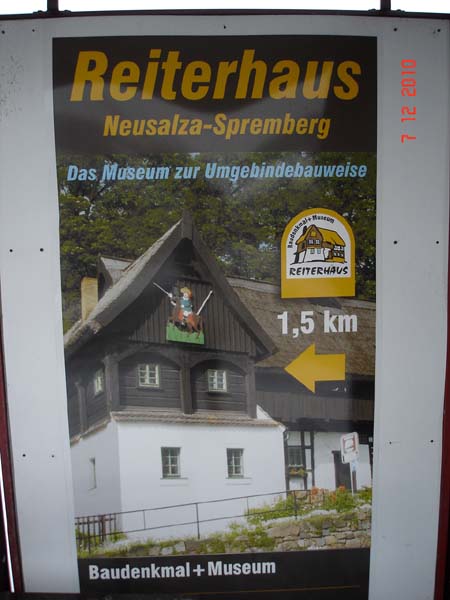 Reiterhaus
Neusalza-Spremberg
Das Museum zur Umgebindebauweise
Baudenkmal + Museum
REITERHAUS
1,5 km
Baudenkmal + Museum
7 12 2010